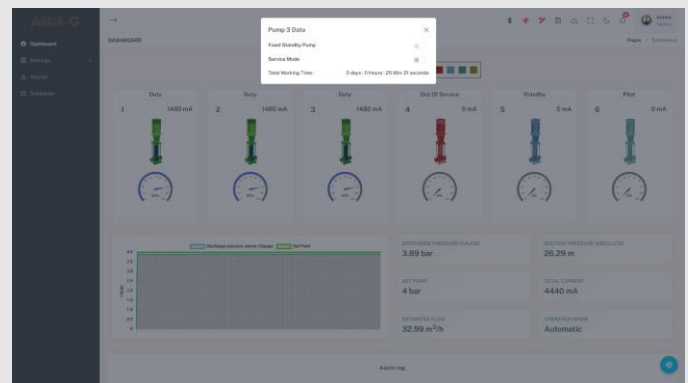 Pump 3 Data
Fixed Standby Pump
Service Mode
Total Working Time: 0 days : 0 Hours : 25 Min 21 seconds
Admin
Dashboard
Settings
Alarms
Schedule
DASHBOARD
Pages > Dashboard
Duty
Duty
Duty
Out Of Service
Standby
Pilot
1 1480 mA
2 1480 mA
3 1480 mA
4 0 mA
5 0 mA
6 0 mA
Discharge pressure sensor (Gauge) Set Point
DISCHARGE PRESSURE (GAUGE)
3.89 bar
SUCTION PRESSURE (ABSOLUTE)
26.29 m
SET POINT
4 bar
TOTAL CURRENT
4440 mA
ESTIMATED FLOW
32.99 m³/h
OPERATION MODE
Automatic
Alarm log